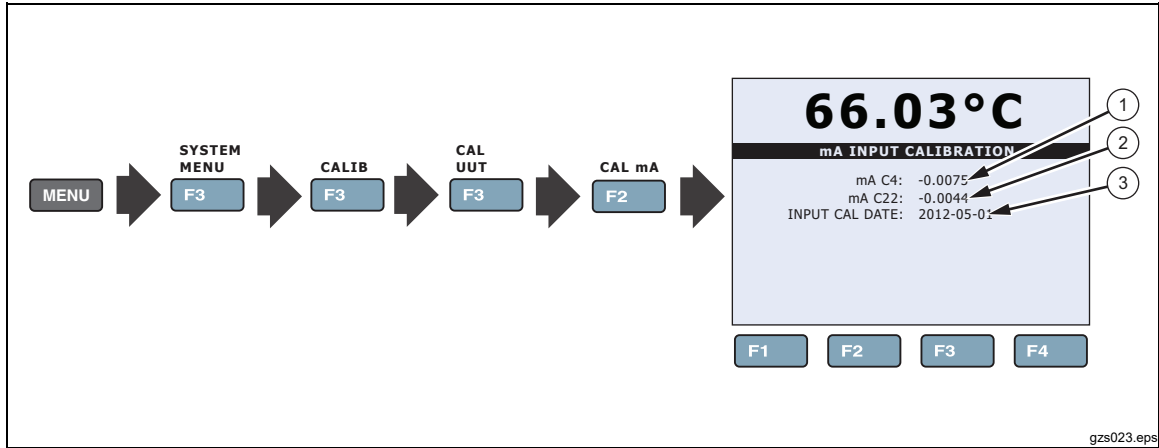 MENU
SYSTEM
MENU
F3
CALIB
F3
CAL
UUT
F3
CAL mA
F2
66.03°C
mA INPUT CALIBRATION
mA C4: -0.0075
mA C22: -0.0044
INPUT CAL DATE: 2012-05-01
1
2
3
F1 F2 F3 F4
gzs023.eps